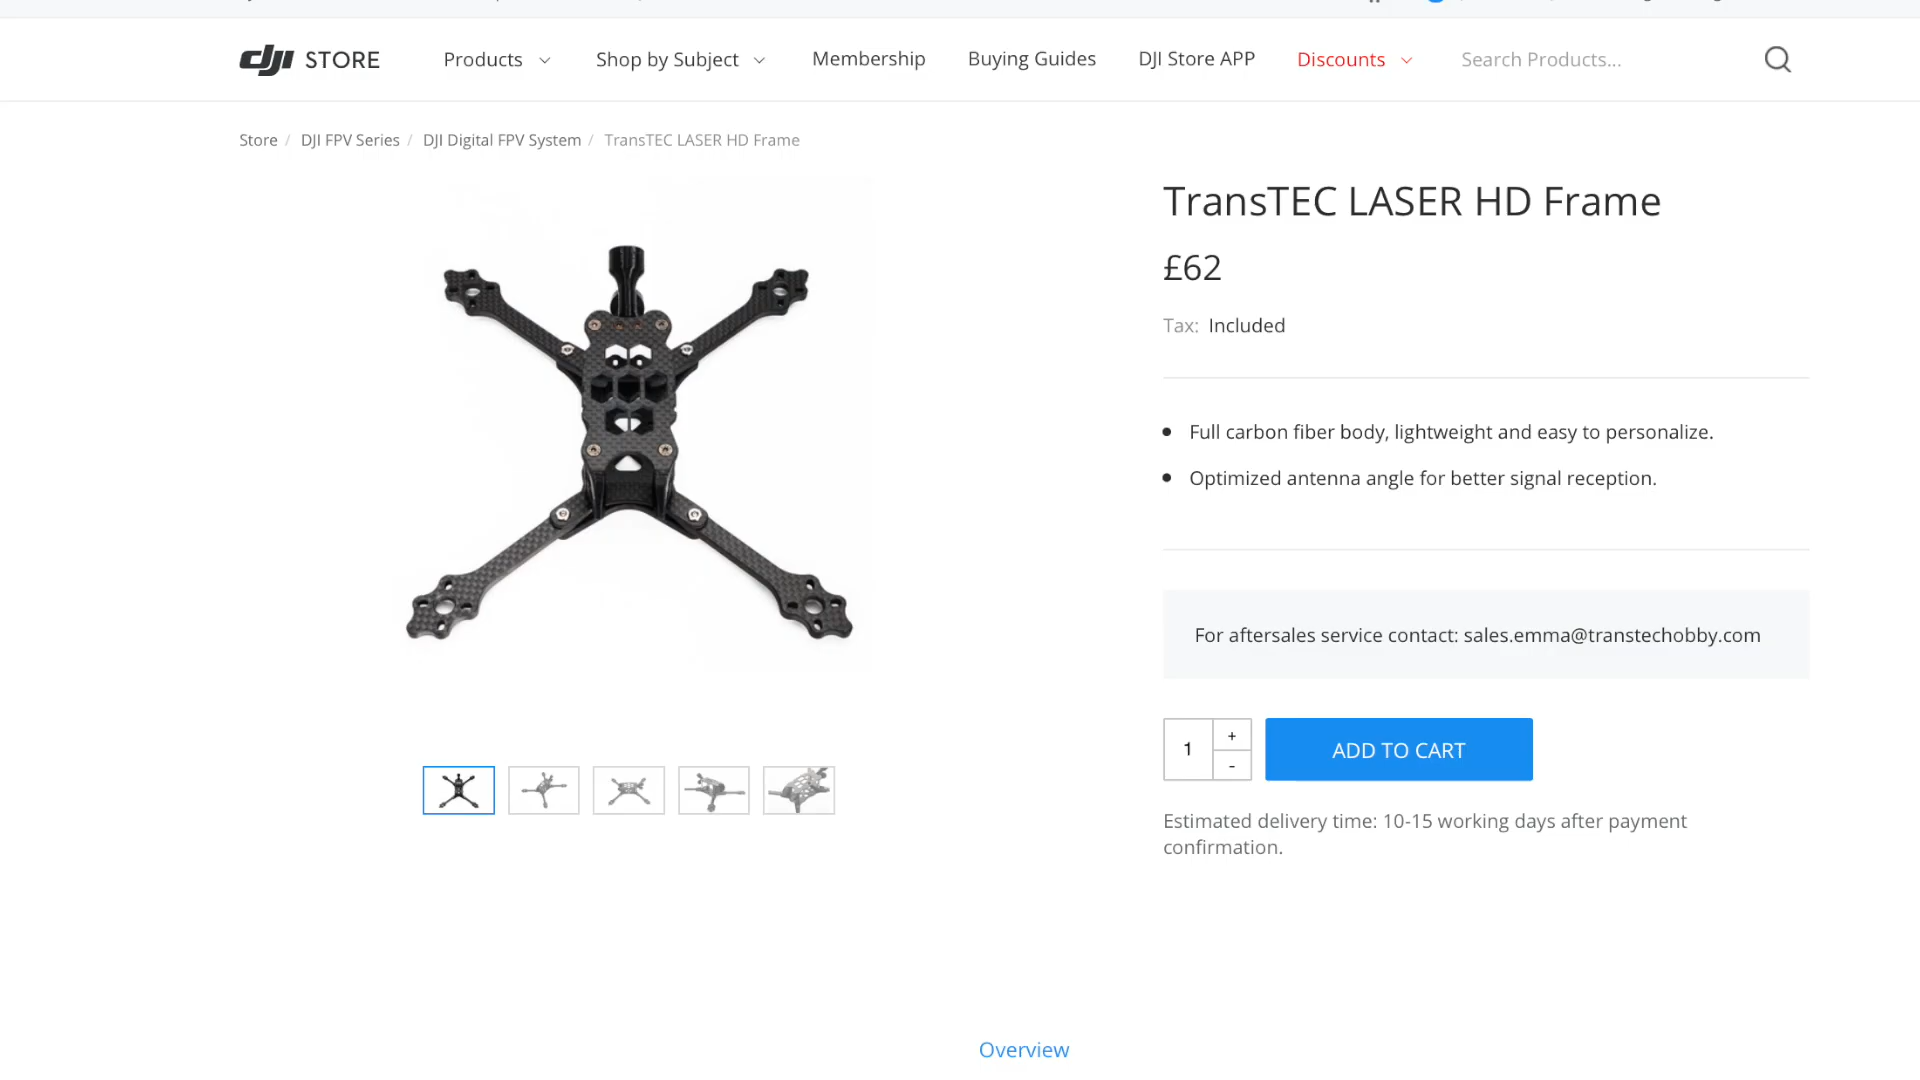 dji STORE
Products
Shop by Subject
Membership
Buying Guides
DJI Store APP
Discounts
Search Products...
Store / DJI FPV Series / DJI Digital FPV System / TransTEC LASER HD Frame
TransTEC LASER HD Frame
£62
Tax: Included
Full carbon fiber body, lightweight and easy to personalize.
Optimized antenna angle for better signal reception.
For aftersales service contact: sales.emma@transtechobby.com
1
+
-
ADD TO CART
Estimated delivery time: 10-15 working days after payment
confirmation.
Overview